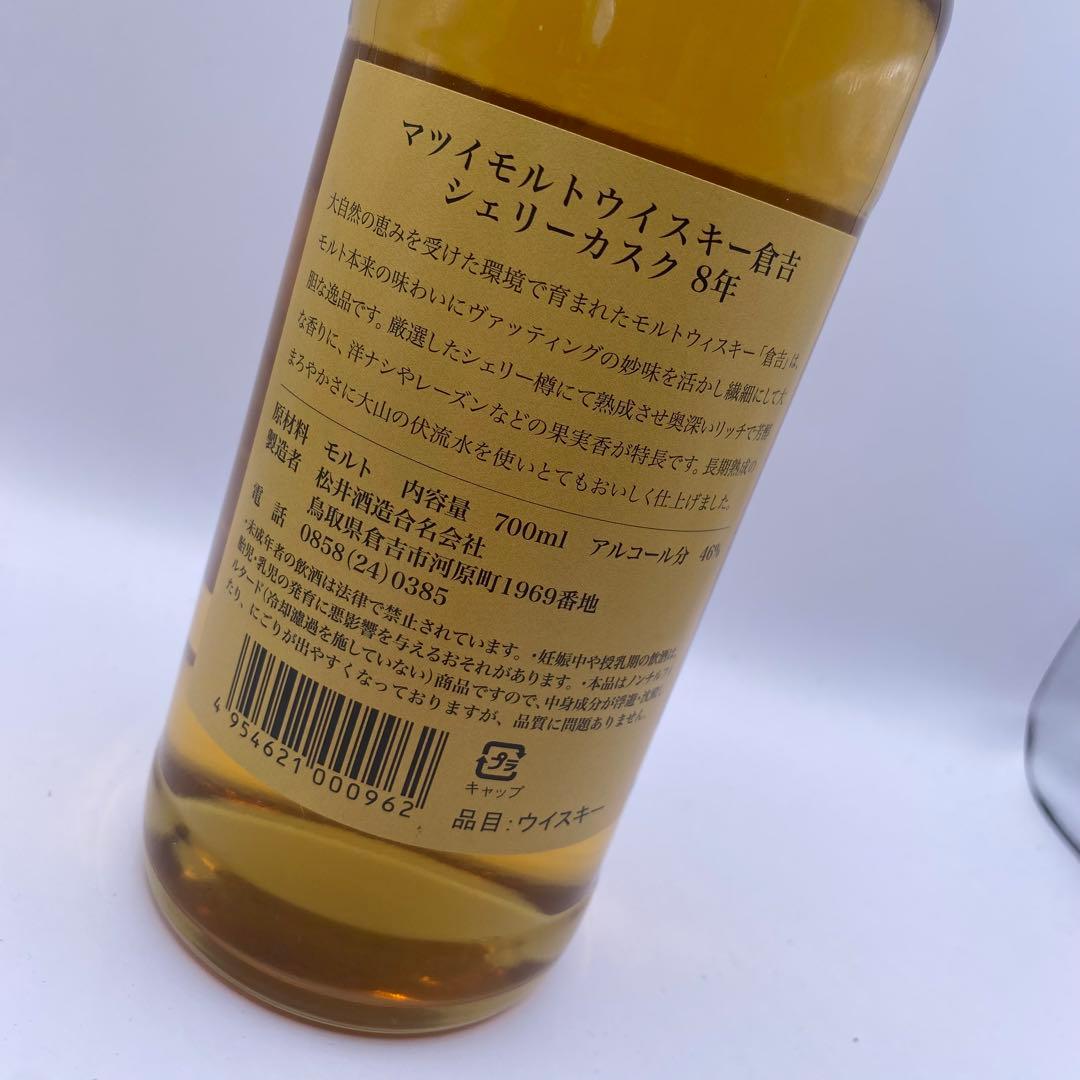 マツイモルトウイスキー倉吉
シェリーカスク 8年
大自然の恵みを受けた環境で育まれたモルトウィスキー「倉吉」は、
モルト本来の味わいにヴァッティングの妙味を活かし繊細にして大
胆な逸品です。厳選したシェリー樽にて熟成させ奥深いリッチで芳醇
な香りに、洋ナシやレーズンなどの果実香が特長です。長期熟成の
まろやかさに大山の伏流水を使いとてもおいしく仕上げました。
原材料 モルト 内容量 700ml アルコール分 46%
製造者 松井酒造合名会社
鳥取県倉吉市河原町1969番地
電話 0858(24)0385
・未成年者の飲酒は法律で禁止されています。・妊娠中や授乳期の飲酒は、
胎児・乳児の発育に悪影響を与えるおそれがあります。・本品はノンチルフィ
ルタード(冷却濾過を施していない)商品ですので、中身成分が浮遊・沈殿し
たり、にごりが出やすくなっておりますが、品質に問題ありません。
4 954621 000962
プラ
キャップ
品目:ウイスキー